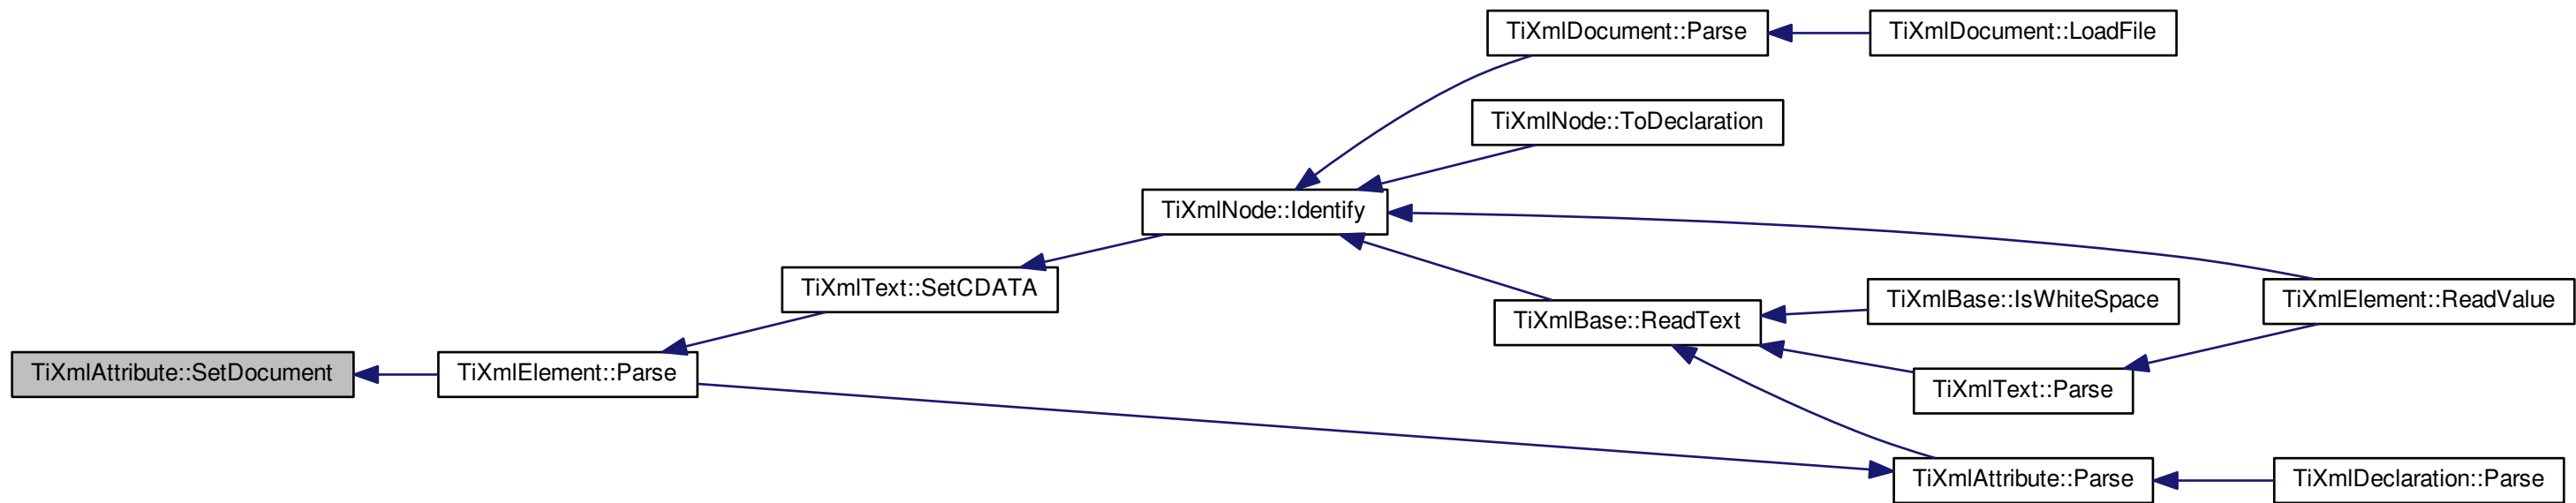 TiXmlDocument::Parse
TiXmlDocument::LoadFile
TiXmlNode::ToDeclaration
TiXmlNode::Identify
TiXmlText::SetCDATA
TiXmlBase::IsWhiteSpace
TiXmlElement::ReadValue
TiXmlBase::ReadText
TiXmlAttribute::SetDocument
TiXmlElement::Parse
TiXmlText::Parse
TiXmlAttribute::Parse
TiXmlDeclaration::Parse